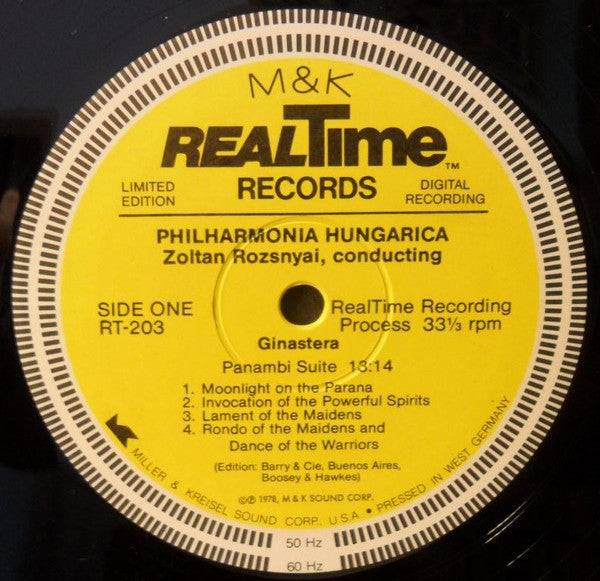 M&K
REALTime™
RECORDS
LIMITED
EDITION
DIGITAL
RECORDING
PHILHARMONIA HUNGARICA
Zoltan Rozsnyai, conducting
SIDE ONE
RT-203
RealTime Recording
Process 33⅓ rpm
Ginastera
Panambi Suite 13:14
1. Moonlight on the Parana
2. Invocation of the Powerful Spirits
3. Lament of the Maidens
4. Rondo of the Maidens and
Dance of the Warriors
(Edition: Barry & Cie, Buenos Aires,
Boosey & Hawkes)
©℗ 1978, M & K SOUND CORP.
MILLER & KREISEL SOUND CORP., U.S.A • PRESSED IN WEST GERMANY
50 Hz
60 Hz